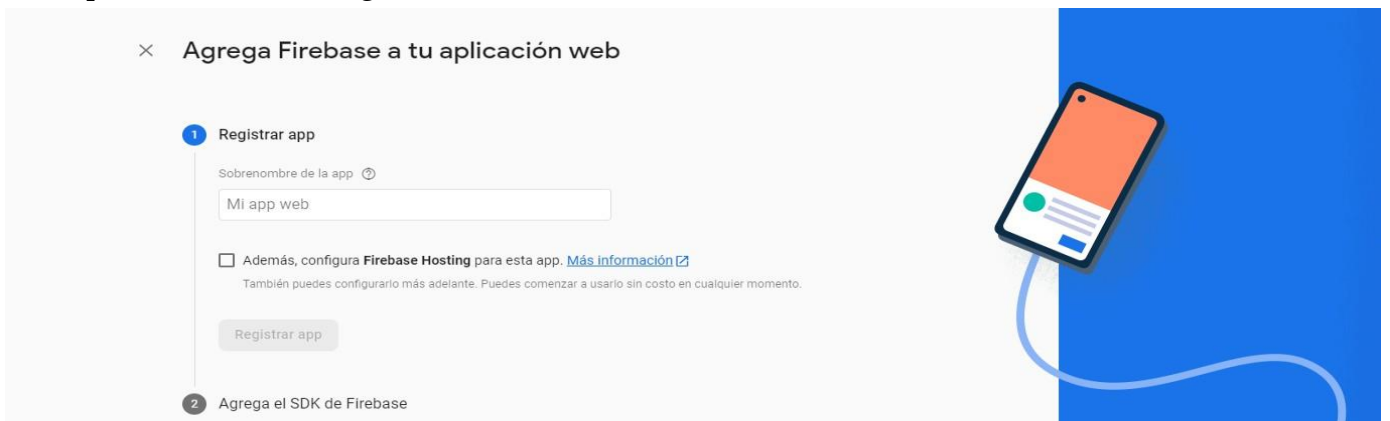 Agrega Firebase a tu aplicación web
1 Registrar app
Sobrenombre de la app
Mi app web
Además, configura Firebase Hosting para esta app. Más información
También puedes configurarlo más adelante. Puedes comenzar a usarlo sin costo en cualquier momento.
Registrar app
2 Agrega el SDK de Firebase